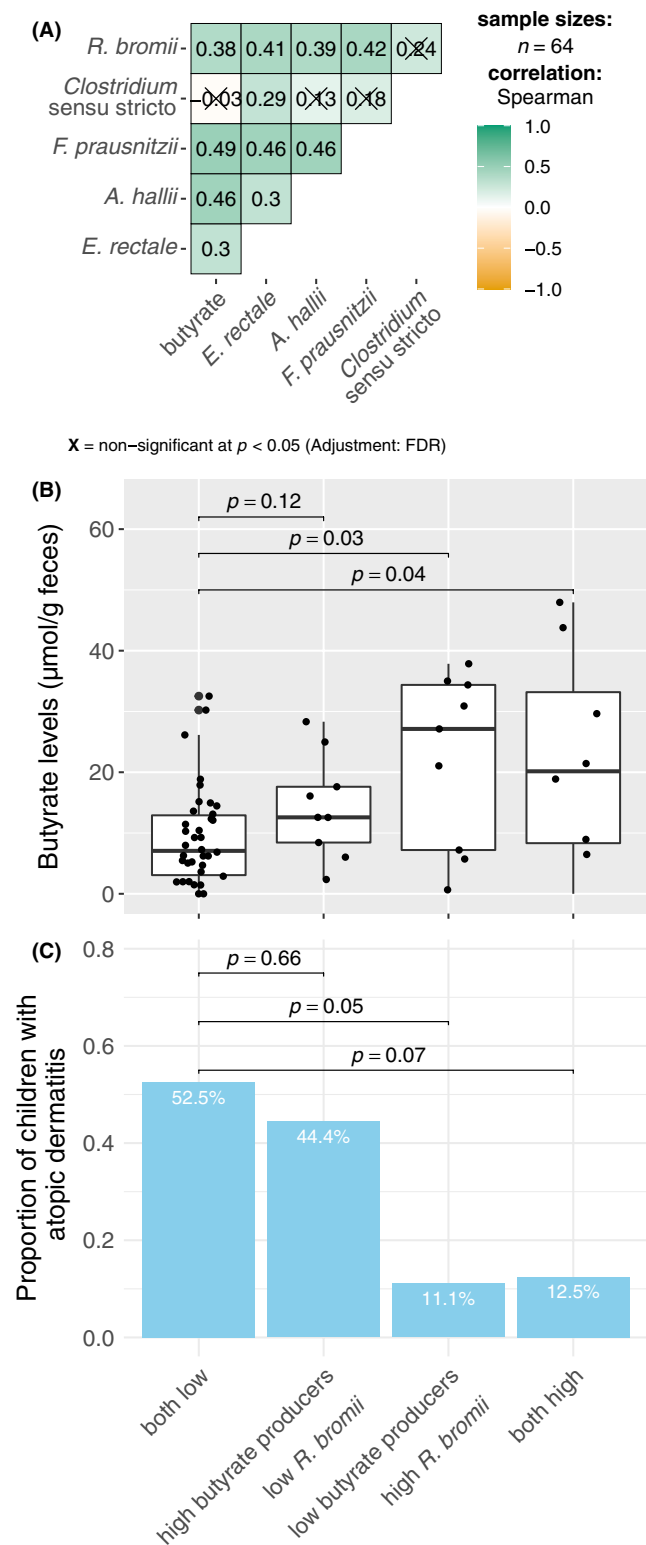 (A)
R. bromii
0.38 0.41 0.39 0.42 0.24
Clostridium
sensu stricto
−0.03 0.29 0.13 0.18
F. prausnitzii
0.49 0.46 0.46
A. hallii
0.46 0.3
E. rectale
0.3
butyrate
E. rectale
A. hallii
F. prausnitzii
Clostridium
sensu stricto
sample sizes:
n = 64
correlation:
Spearman
1.0
0.5
0.0
−0.5
−1.0
X = non−significant at p < 0.05 (Adjustment: FDR)
(B)
Butyrate levels (μmol/g feces)
60
40
20
0
p = 0.12
p = 0.03
p = 0.04
(C)
Proportion of children with
atopic dermatitis
0.8
0.6
0.4
0.2
0.0
p = 0.66
p = 0.05
p = 0.07
52.5%
44.4%
11.1%
12.5%
both low
high butyrate producers
low R. bromii
low butyrate producers
high R. bromii
both high